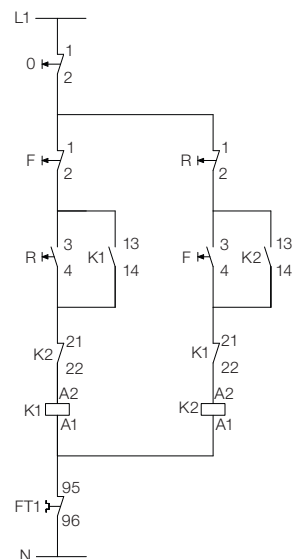 L1
0 1
2
F 1 R 1
2 2
R 3 K1 13 F 3 K2 13
4 14 4 14
K2 21 K1 21
22 22
K1 A2 K2 A2
A1 A1
FT1 95
96
N